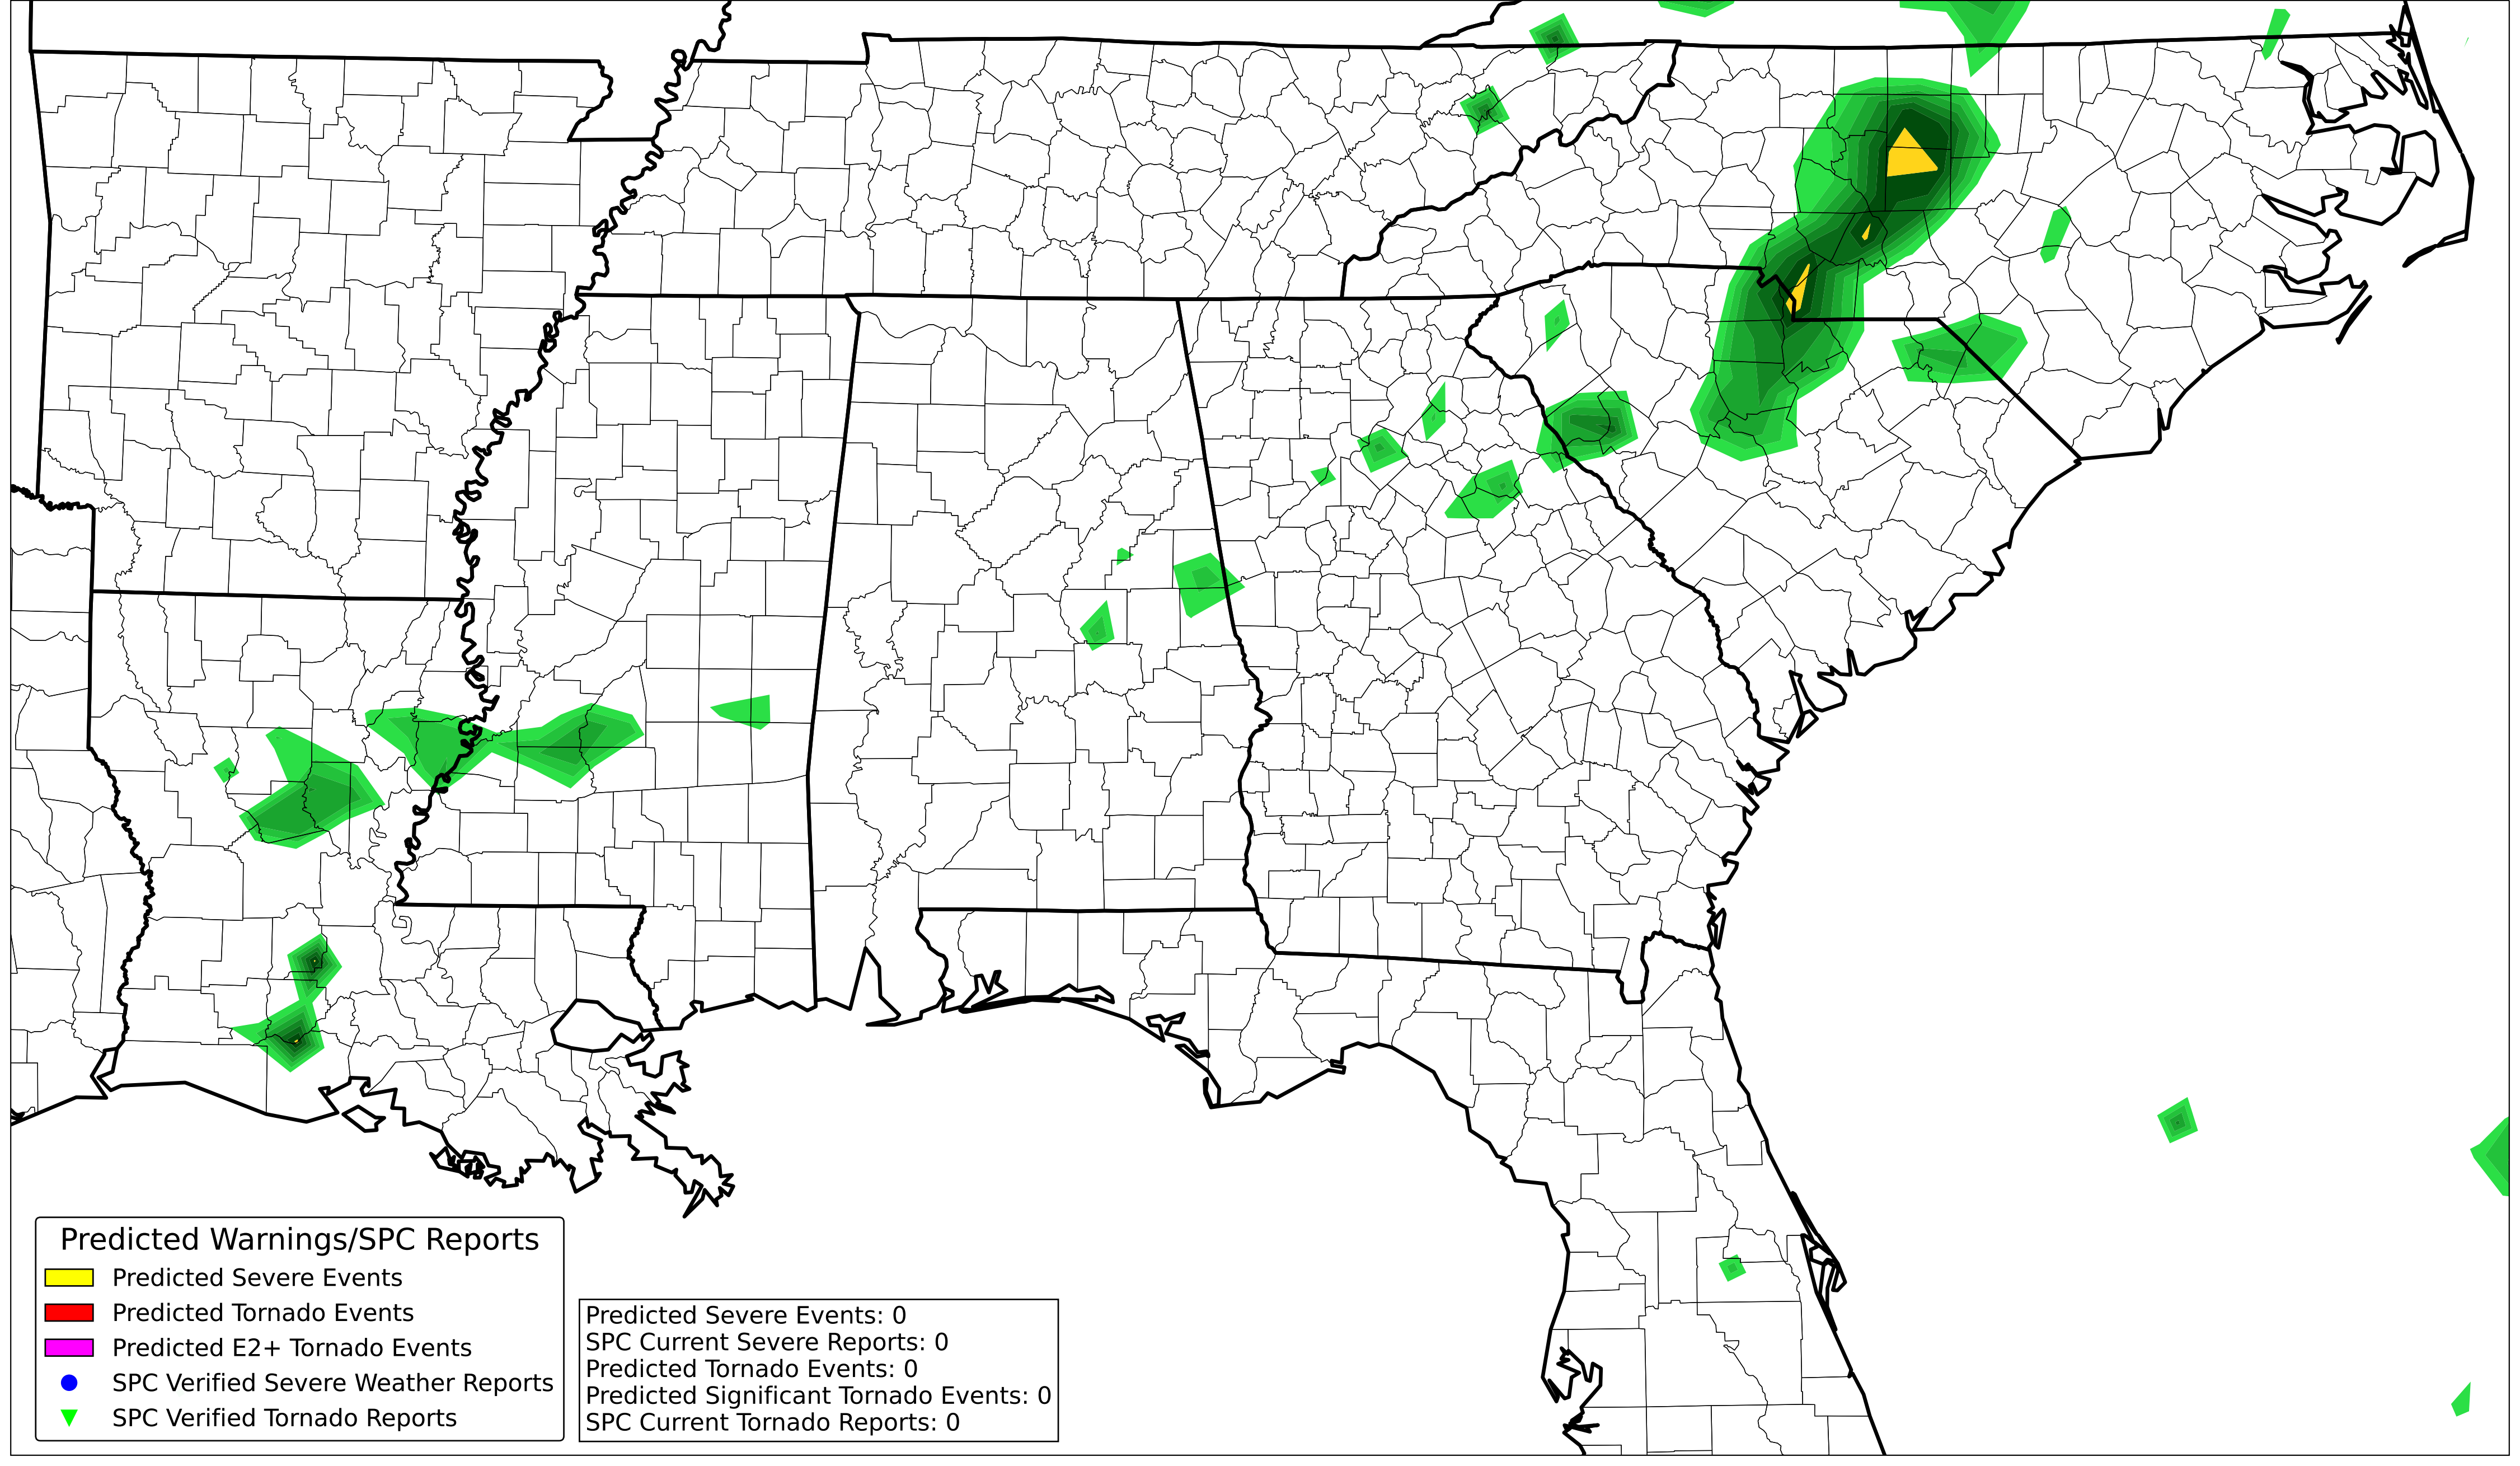 Predicted Warnings/SPC Reports
Predicted Severe Events
Predicted Tornado Events
Predicted E2+ Tornado Events
SPC Verified Severe Weather Reports
SPC Verified Tornado Reports
Predicted Severe Events: 0
SPC Current Severe Reports: 0
Predicted Tornado Events: 0
Predicted Significant Tornado Events: 0
SPC Current Tornado Reports: 0